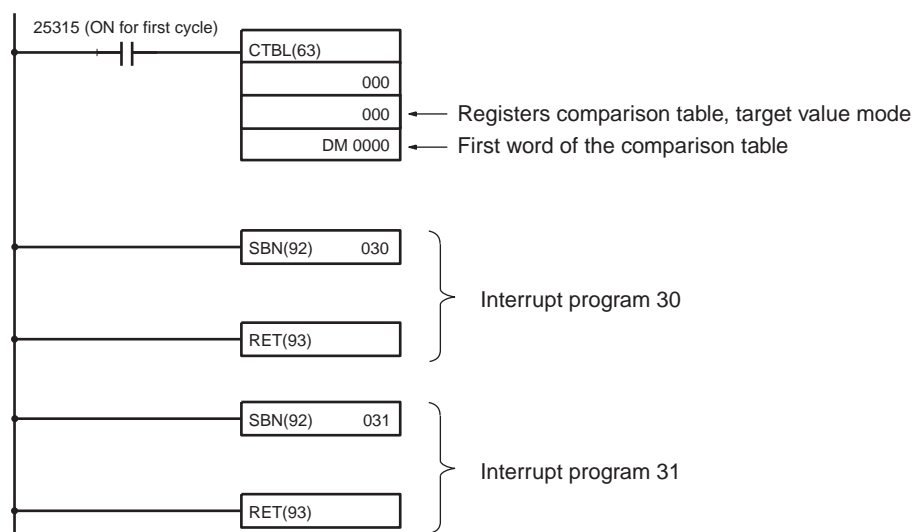 25315 (ON for first cycle)
CTBL(63)
000
000 Registers comparison table, target value mode
DM 0000 First word of the comparison table
SBN(92) 030
Interrupt program 30
RET(93)
SBN(92) 031
Interrupt program 31
RET(93)